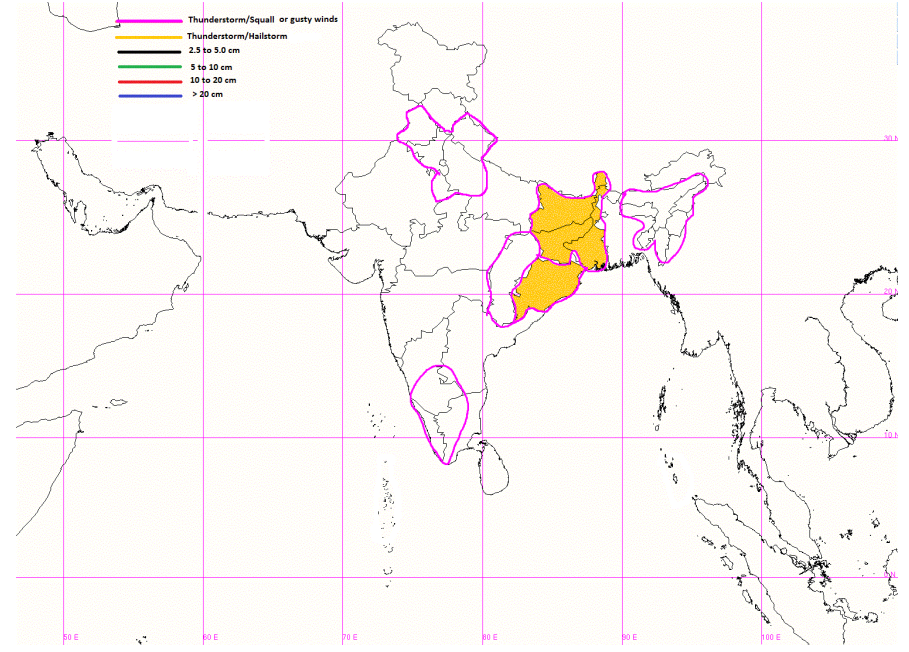 Thunderstorm/Squall or gusty winds
Thunderstorm/Hailstorm
2.5 to 5.0 cm
5 to 10 cm
10 to 20 cm
> 20 cm
30 N
20 N
10 N
50 E
60 E
70 E
80 E
90 E
100 E